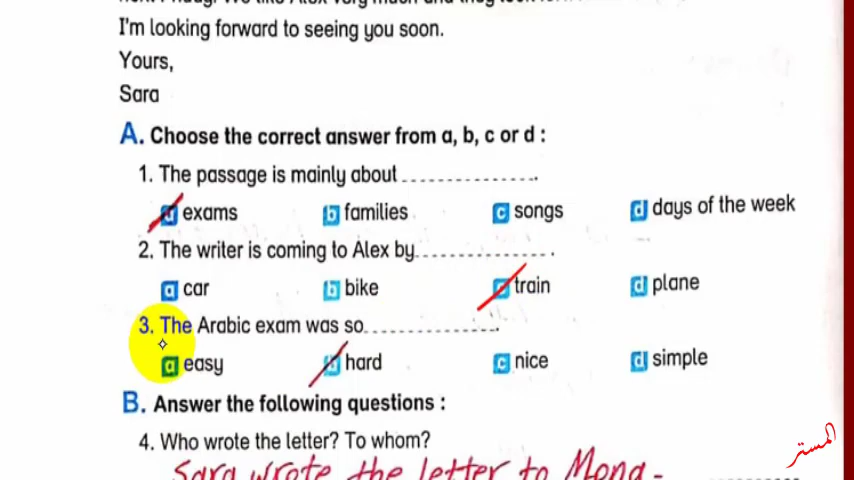 I'm looking forward to seeing you soon.
Yours,
Sara
A. Choose the correct answer from a, b, c or d :
1. The passage is mainly about ................
a exams b families c songs d days of the week
2. The writer is coming to Alex by ................
a car b bike c train d plane
3. The Arabic exam was so ................
a easy b hard c nice d simple
B. Answer the following questions :
4. Who wrote the letter? To whom?
Sara wrote the letter to Mona -
المستر